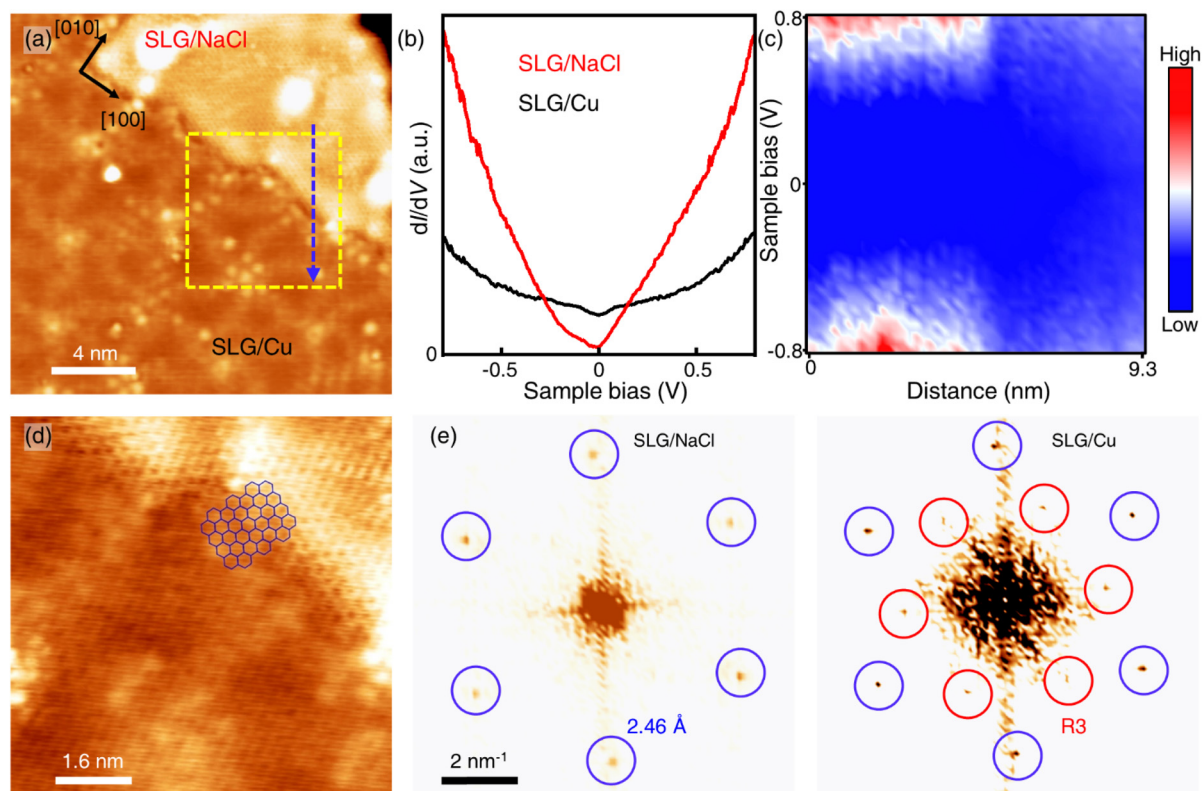 (a)
[010]
SLG/NaCl
[100]
SLG/Cu
4 nm
(b)
SLG/NaCl
SLG/Cu
dI/dV (a.u.)
0
-0.5
0
0.5
Sample bias (V)
(c)
0.8
0
-0.8
Sample bias (V)
0
9.3
Distance (nm)
High
Low
(d)
1.6 nm
(e)
SLG/NaCl
2.46 Å
2 nm⁻¹
SLG/Cu
R3